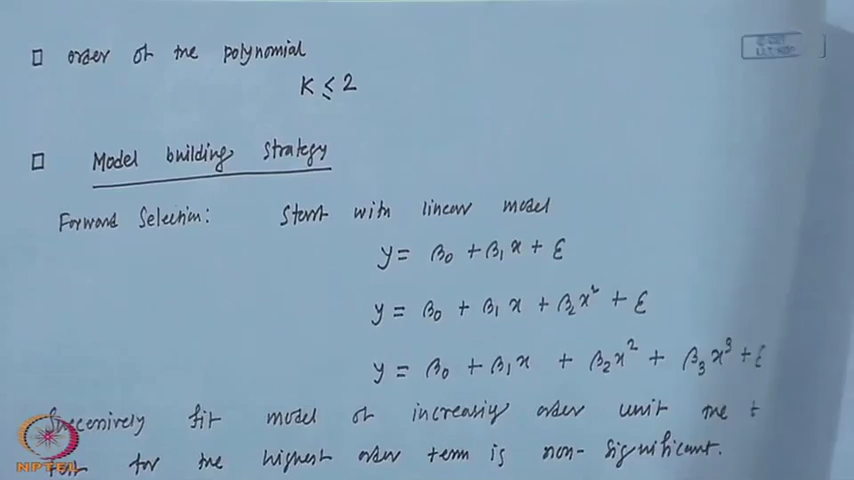 □ order of the polynomial
K ≤ 2
□ Model building strategy
Forward Selection: Start with linear model
y = β₀ + β₁x + ε
y = β₀ + β₁x + β₂x² + ε
y = β₀ + β₁x + β₂x² + β₃x³ + ε
Successively fit model of increasing order unit the t
test for the highest order term is non-significant.
NPTEL